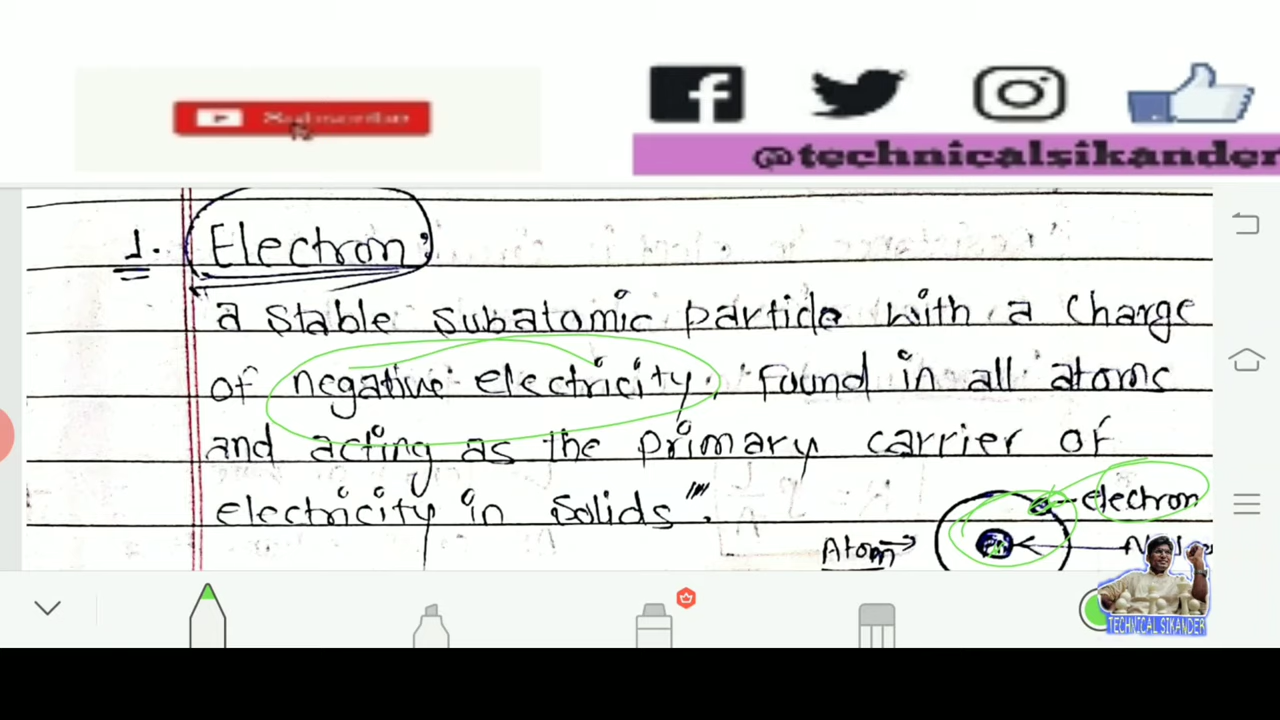 @technicalsikander
1. Electron:
"a stable subatomic particle with a charge
of negative electricity, found in all atoms
and acting as the primary carrier of
electricity in solids".
electron
Atom
TECHNICAL SIKANDER